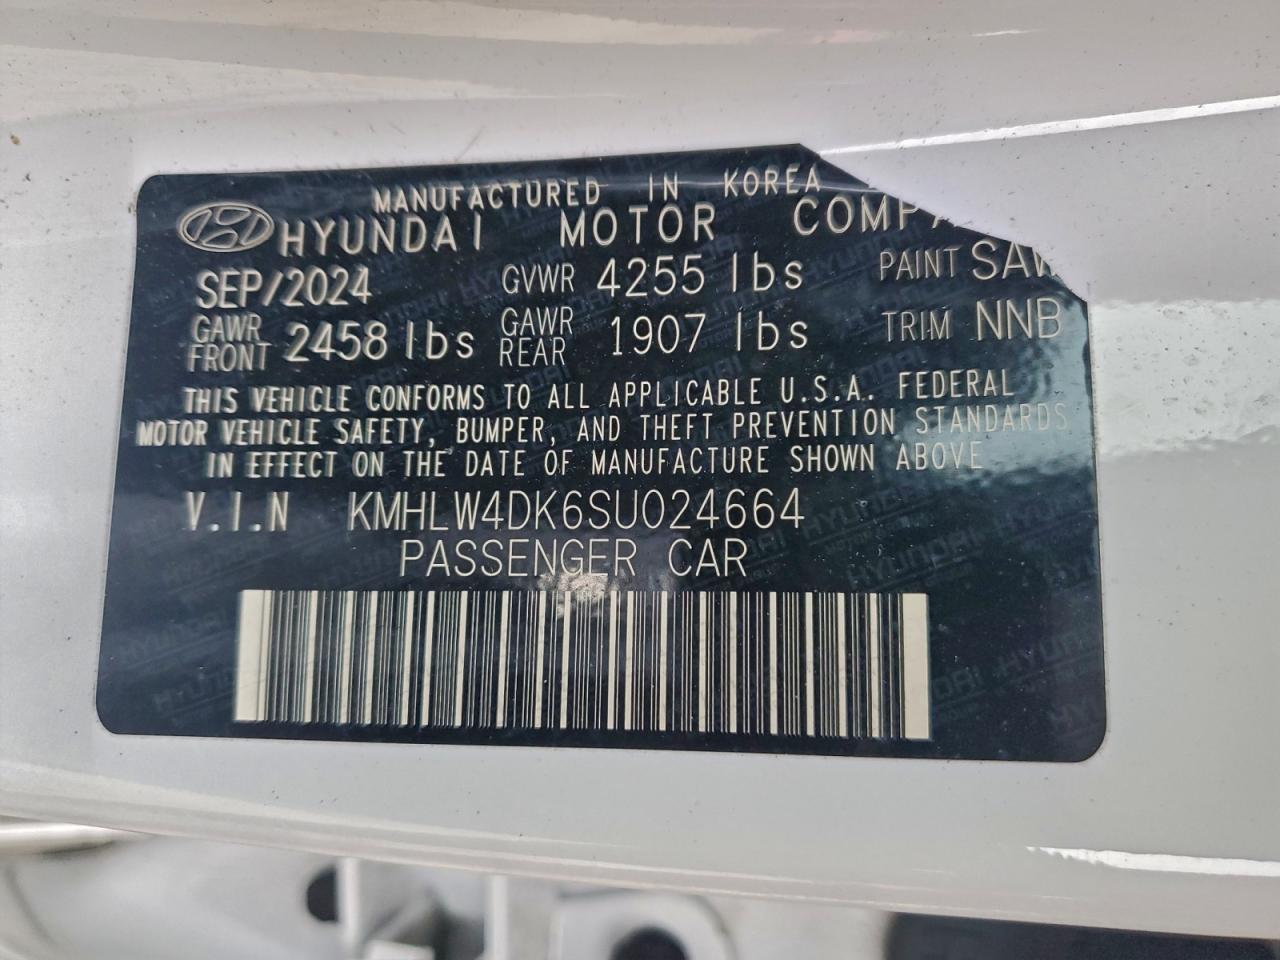 MANUFACTURED IN KOREA
HYUNDAI MOTOR COMPA
SEP/2024 GVWR 4255 lbs PAINT SAW
GAWR FRONT 2458 lbs GAWR REAR 1907 lbs TRIM NNB
THIS VEHICLE CONFORMS TO ALL APPLICABLE U.S.A. FEDERAL
MOTOR VEHICLE SAFETY, BUMPER, AND THEFT PREVENTION STANDARDS
IN EFFECT ON THE DATE OF MANUFACTURE SHOWN ABOVE
V.I.N KMHLW4DK6SU024664
PASSENGER CAR